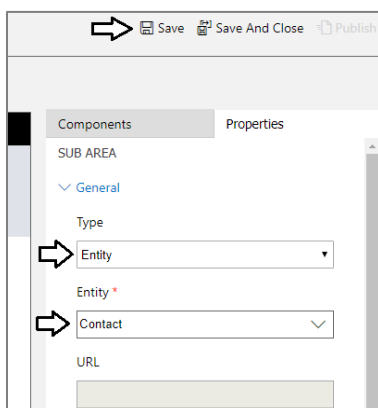 Save Save And Close Publish
Components Properties
SUB AREA
General
Type
Entity
Entity *
Contact
URL